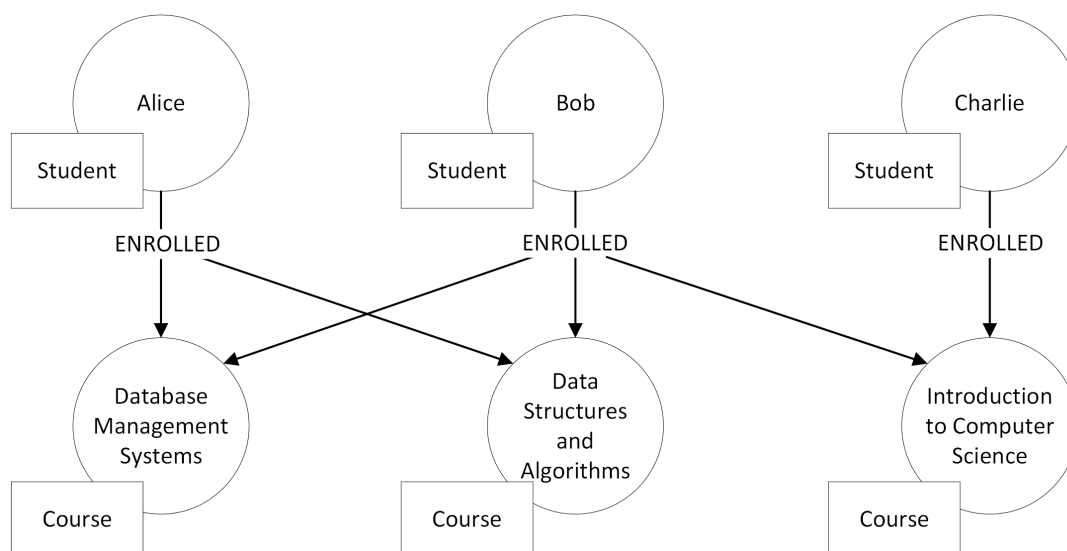 Alice
Bob
Charlie
Student
Student
Student
ENROLLED
ENROLLED
ENROLLED
Database
Management
Systems
Data
Structures
and
Algorithms
Introduction
to Computer
Science
Course
Course
Course